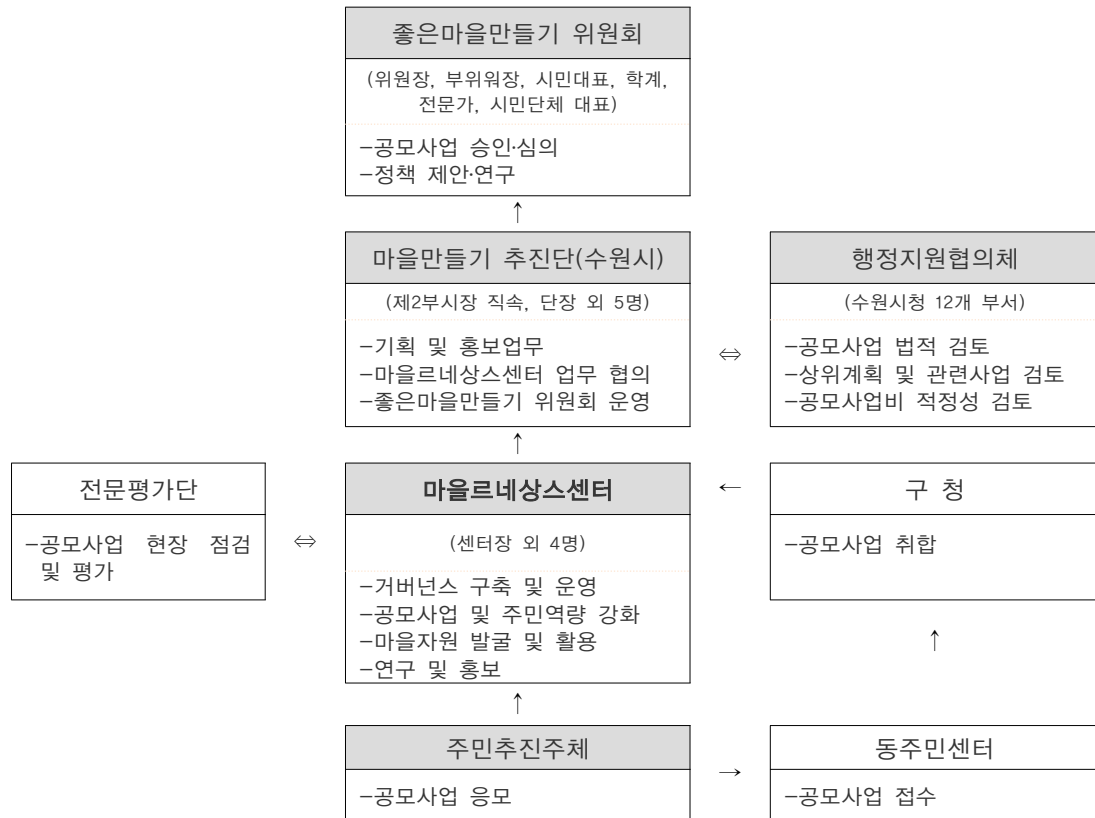 좋은마을만들기 위원회
(위원장, 부위워장, 시민대표, 학계,
전문가, 시민단체 대표)
-공모사업 승인·심의
-정책 제안·연구
↑
마을만들기 추진단(수원시)
(제2부시장 직속, 단장 외 5명)
-기획 및 홍보업무
-마을르네상스센터 업무 협의
-좋은마을만들기 위원회 운영
⇔
행정지원협의체
(수원시청 12개 부서)
-공모사업 법적 검토
-상위계획 및 관련사업 검토
-공모사업비 적정성 검토
↑
전문평가단
-공모사업 현장 점검
및 평가
⇔
마을르네상스센터
(센터장 외 4명)
-거버넌스 구축 및 운영
-공모사업 및 주민역량 강화
-마을자원 발굴 및 활용
-연구 및 홍보
←
구 청
-공모사업 취합
↑
↑
주민추진주체
-공모사업 응모
→
동주민센터
-공모사업 접수